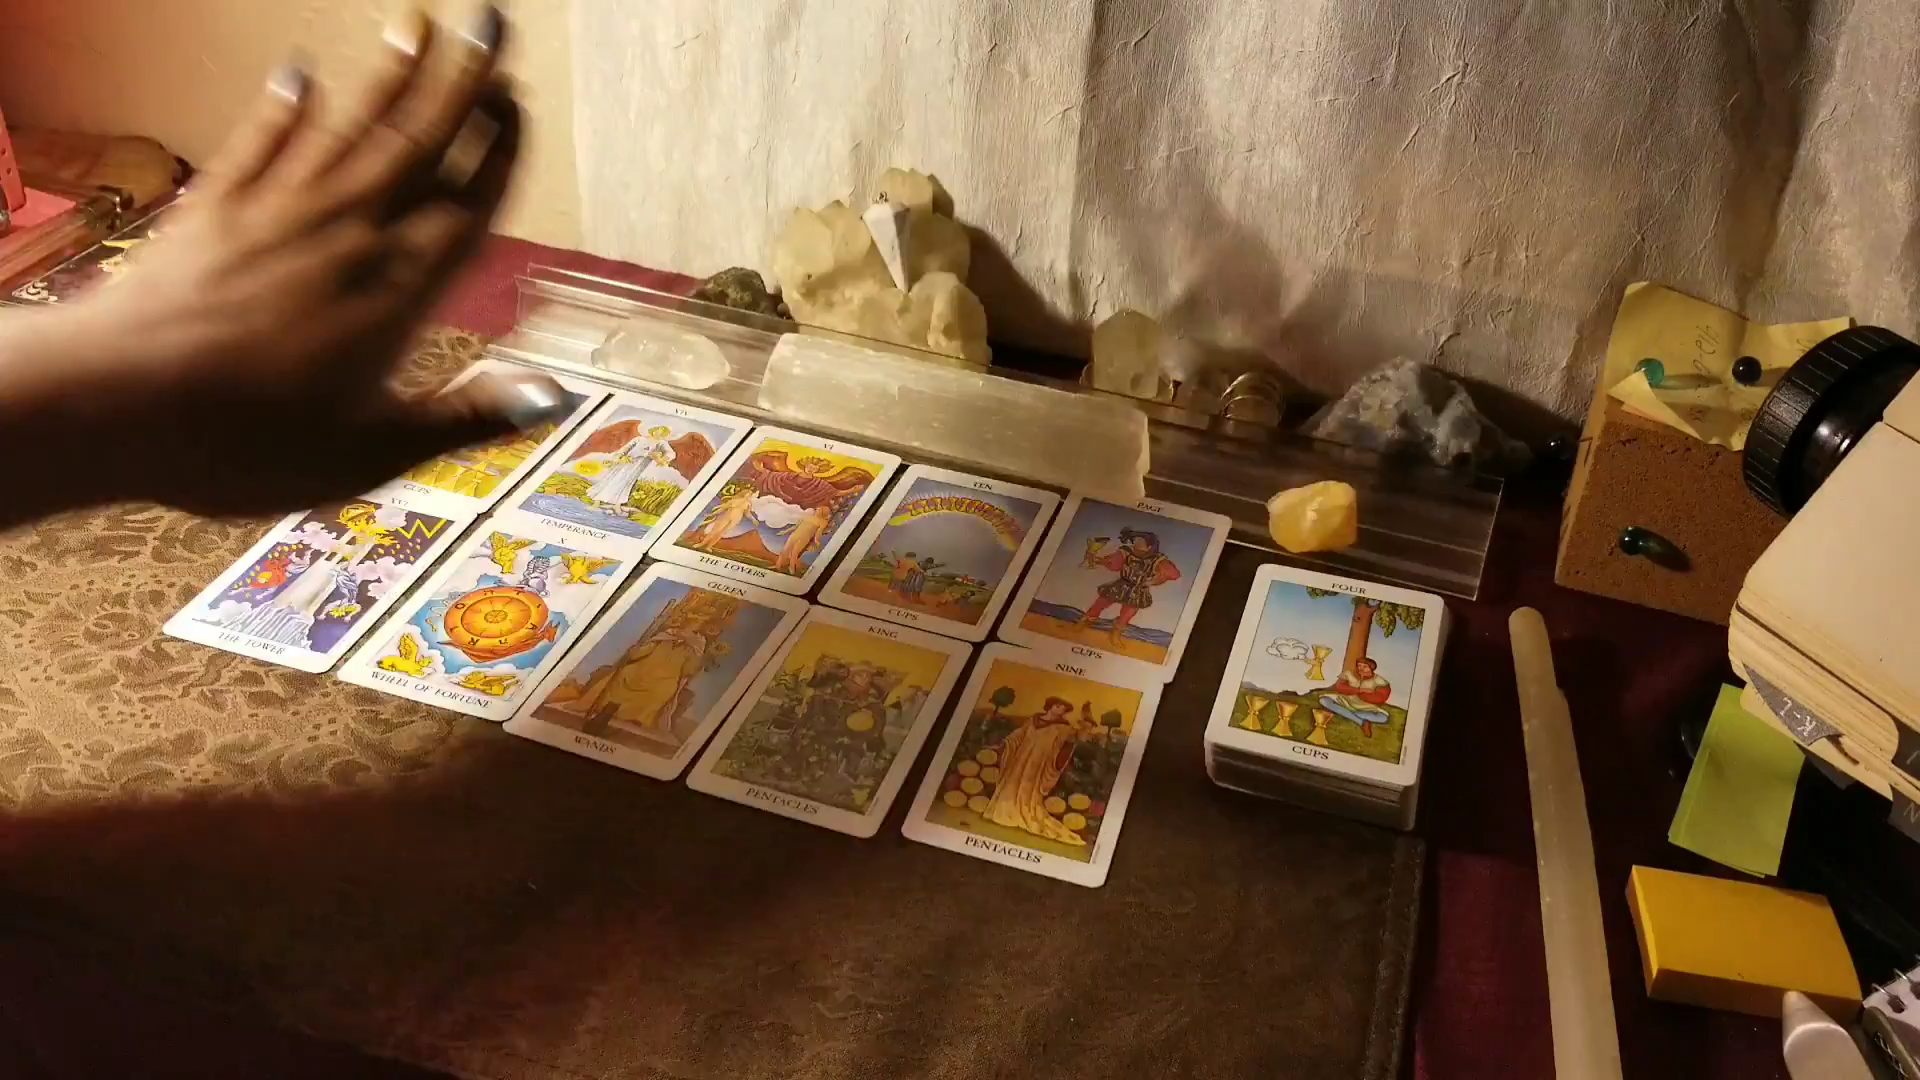 CUPS
XIV
TEMPERANCE
VI
THE LOVERS
TEN
CUPS
PAGE
CUPS
XVI
THE TOWER
X
WHEEL OF FORTUNE
QUEEN
WANDS
KING
PENTACLES
NINE
PENTACLES
FOUR
CUPS